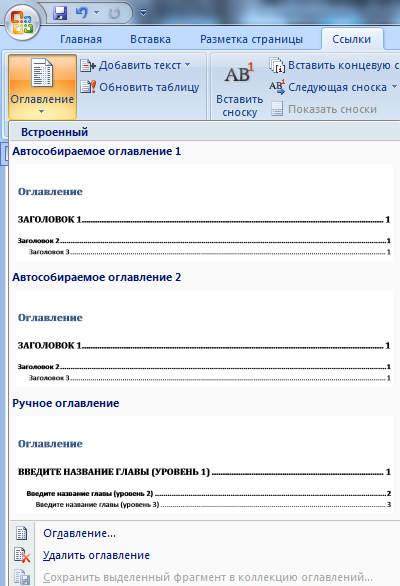 Главная Вставка Разметка страницы Ссылки
Оглавление
Добавить текст
Обновить таблицу
AB1
Вставить сноску
Вставить концевую с
AB1 Следующая сноска
Показать сноски
Встроенный
Автособираемое оглавление 1
Оглавление
ЗАГОЛОВОК 1 1
Заголовок 2 1
Заголовок 3 1
Автособираемое оглавление 2
Оглавление
ЗАГОЛОВОК 1 1
Заголовок 2 1
Заголовок 3 1
Ручное оглавление
Оглавление
ВВЕДИТЕ НАЗВАНИЕ ГЛАВЫ (УРОВЕНЬ 1) 1
Введите название главы (уровень 2) 2
Введите название главы (уровень 3) 3
Оглавление...
Удалить оглавление
Сохранить выделенный фрагмент в коллекцию оглавлений...